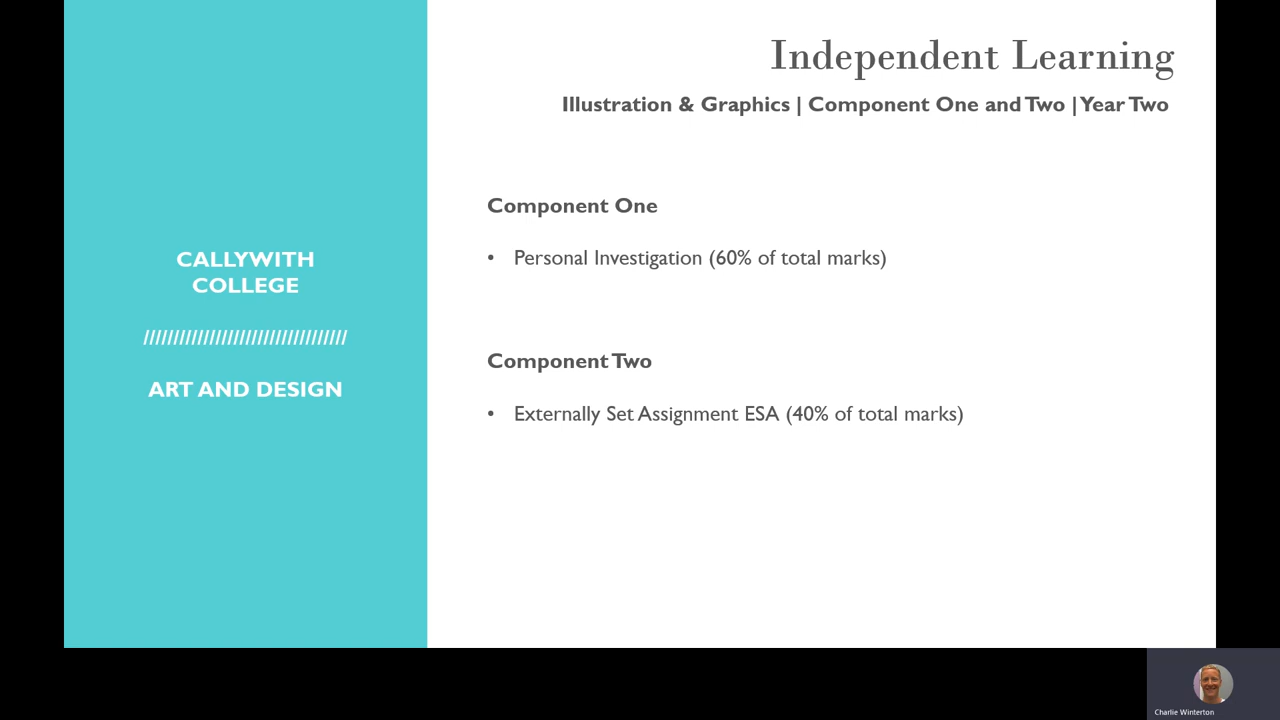 Independent Learning
Illustration & Graphics | Component One and Two | Year Two
CALLYWITH
COLLEGE
///////////////////////////////////
ART AND DESIGN
Component One
• Personal Investigation (60% of total marks)
Component Two
• Externally Set Assignment ESA (40% of total marks)
Charlie Winterton